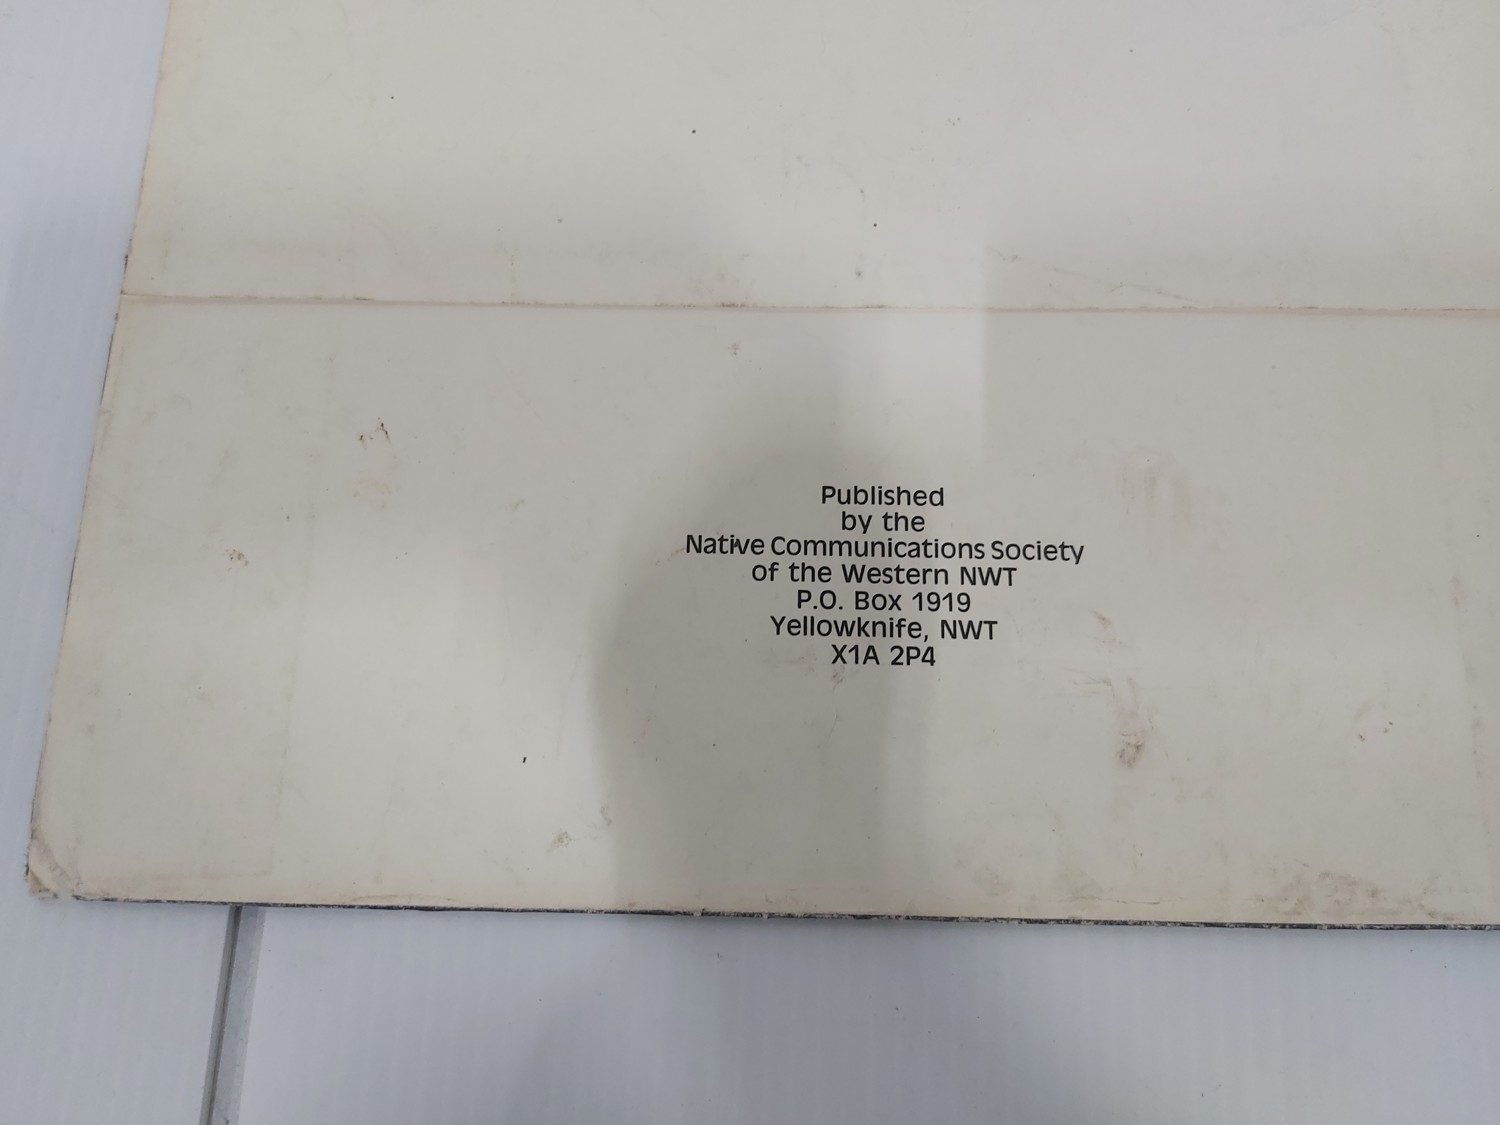 Published
by the
Native Communications Society
of the Western NWT
P.O. Box 1919
Yellowknife, NWT
X1A 2P4